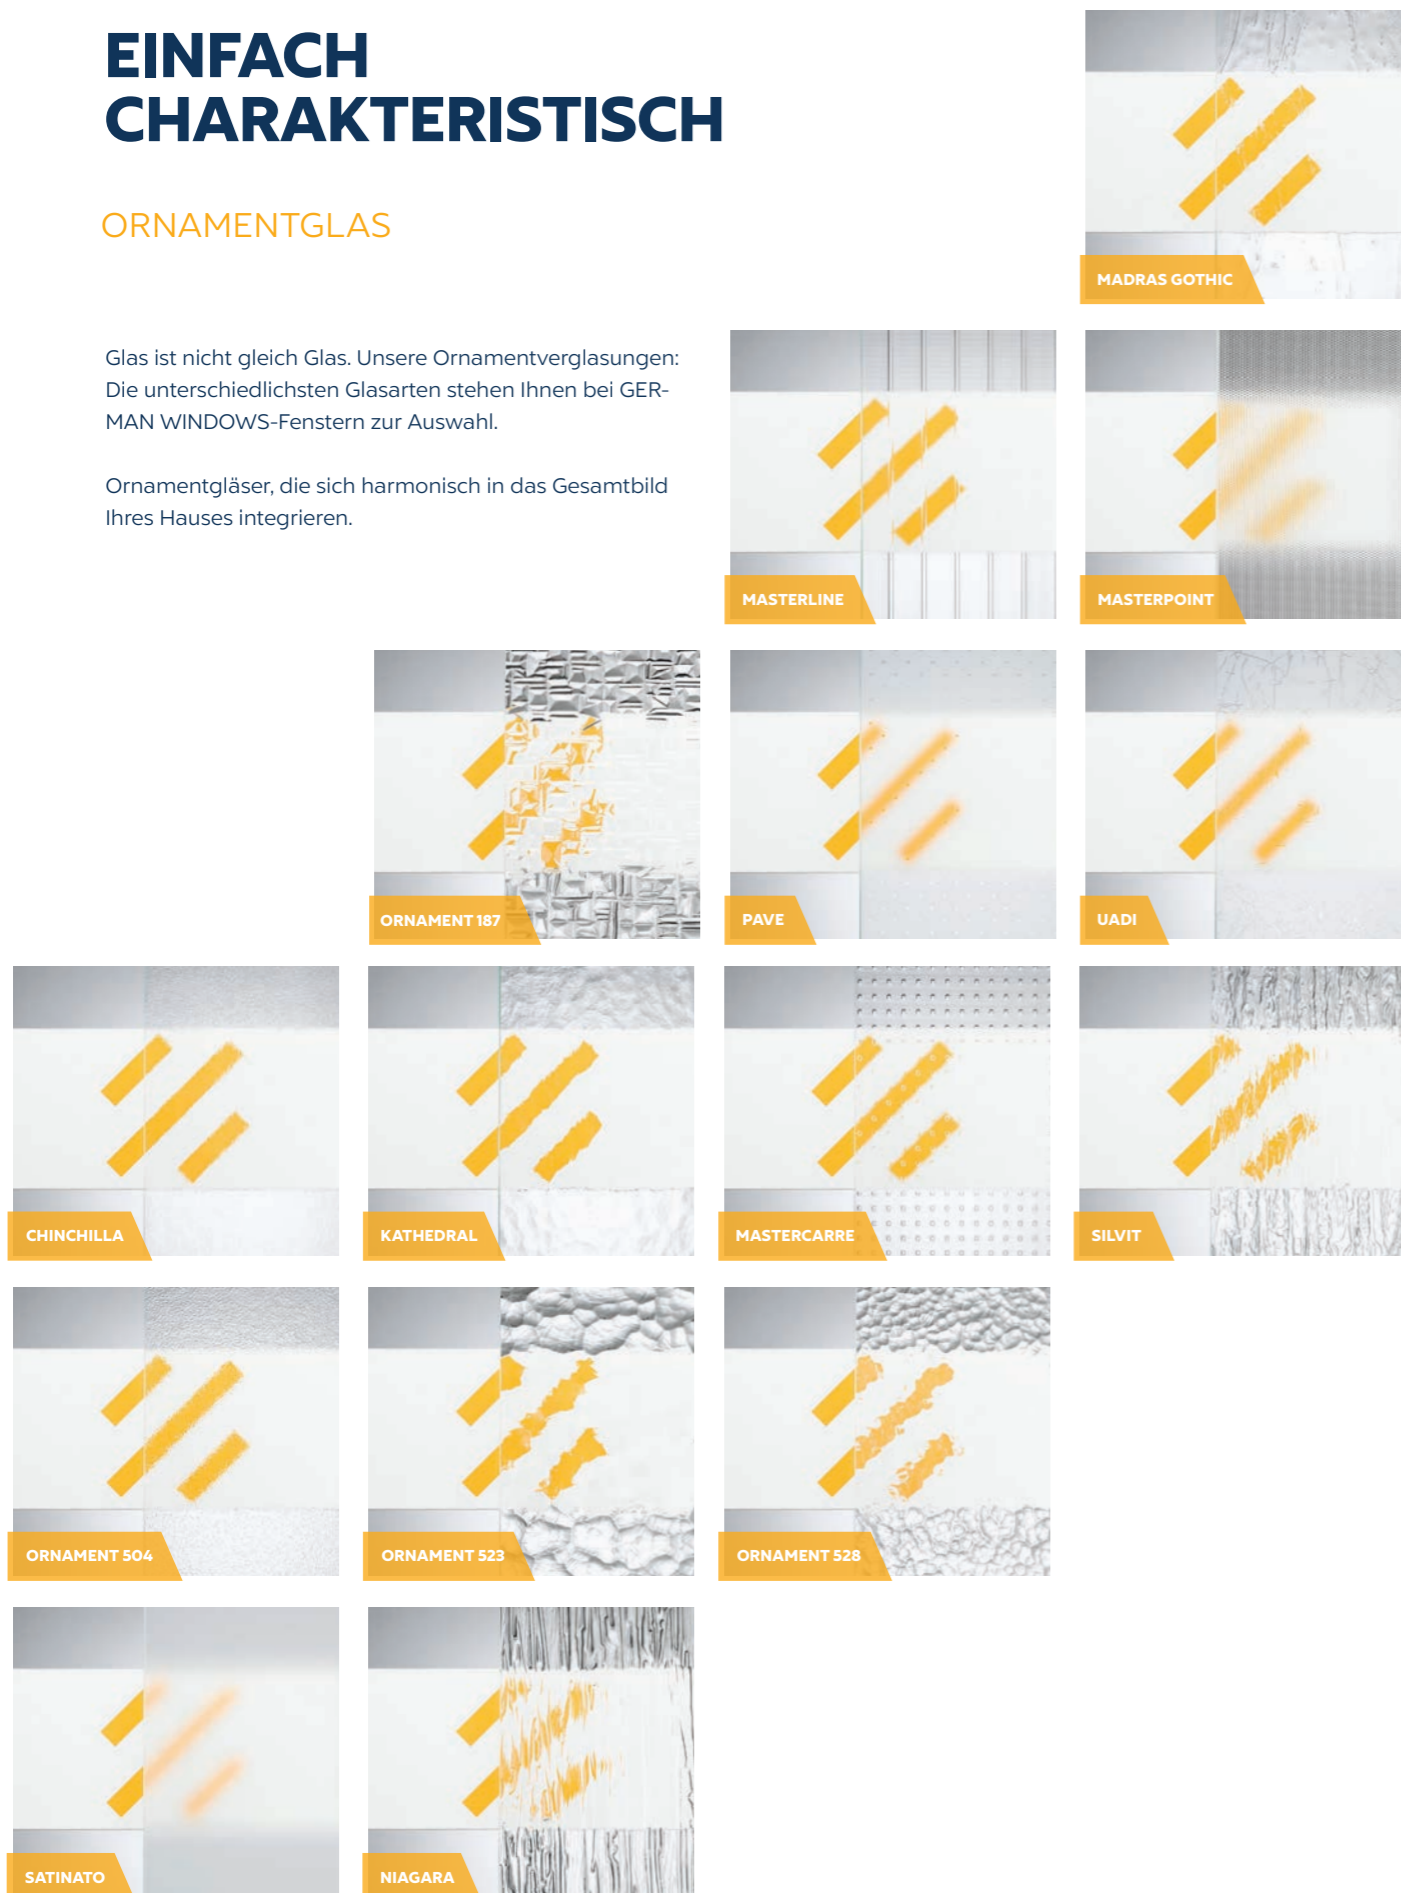 EINFACH
CHARAKTERISTISCH
ORNAMENTGLAS
MADRAS GOTHIC
Glas ist nicht gleich Glas. Unsere Ornamentverglasungen:
Die unterschiedlichsten Glasarten stehen Ihnen bei GER-
MAN WINDOWS-Fenstern zur Auswahl.
Ornamentgläser, die sich harmonisch in das Gesamtbild
Ihres Hauses integrieren.
MASTERLINE
MASTERPOINT
ORNAMENT 187
PAVE
UADI
CHINCHILLA
KATHEDRAL
MASTERCARRE
SILVIT
ORNAMENT 504
ORNAMENT 523
ORNAMENT 528
SATINATO
NIAGARA